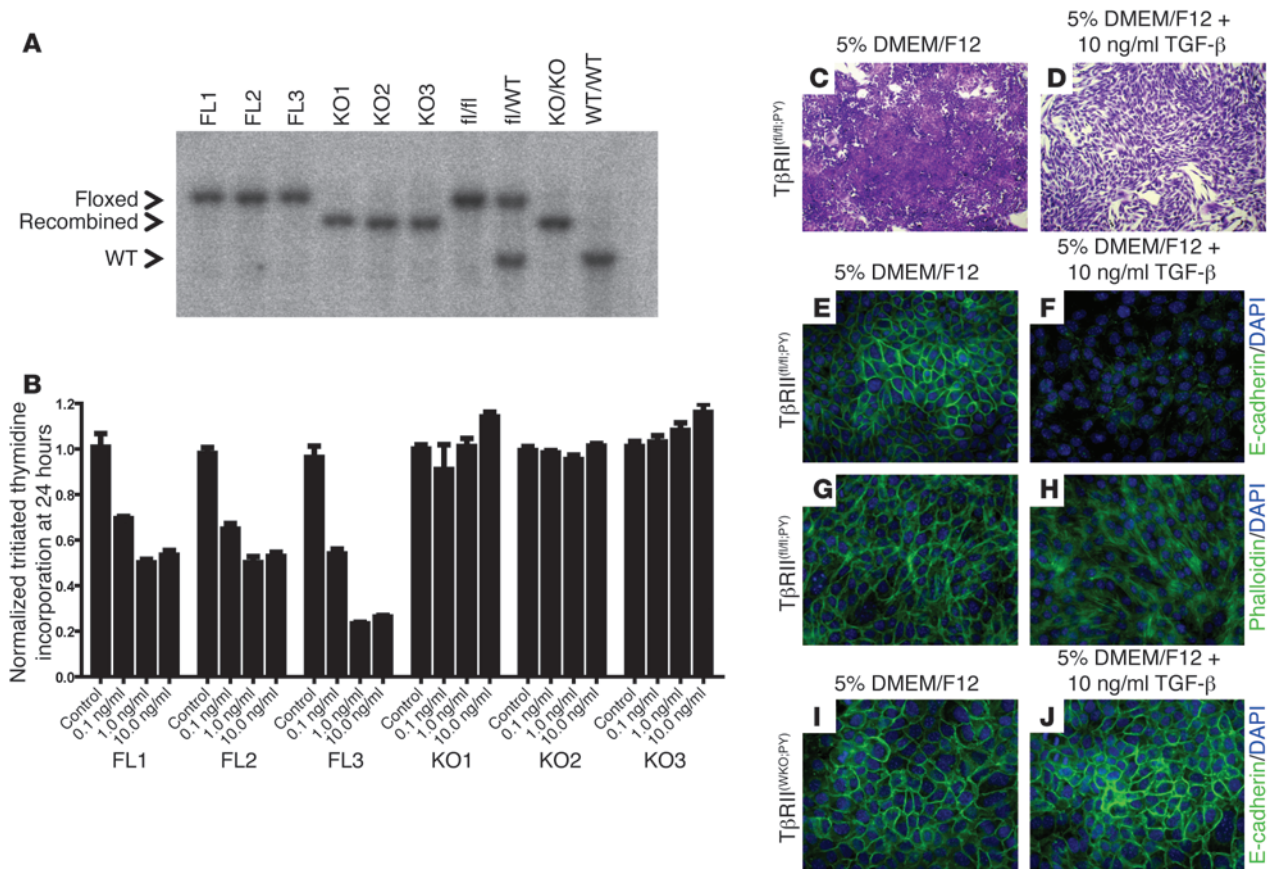 A
FL1 FL2 FL3 KO1 KO2 KO3 fl/fl fl/WT KO/KO WT/WT
Floxed
Recombined
WT
B
Normalized tritiated thymidine
incorporation at 24 hours
1.2
1.0
0.8
0.6
0.4
0.2
0.0
Control 0.1 ng/ml 1.0 ng/ml 10.0 ng/ml Control 0.1 ng/ml 1.0 ng/ml 10.0 ng/ml Control 0.1 ng/ml 1.0 ng/ml 10.0 ng/ml Control 0.1 ng/ml 1.0 ng/ml 10.0 ng/ml Control 0.1 ng/ml 1.0 ng/ml 10.0 ng/ml Control 0.1 ng/ml 1.0 ng/ml 10.0 ng/ml
FL1 FL2 FL3 KO1 KO2 KO3
5% DMEM/F12
5% DMEM/F12 +
10 ng/ml TGF-β
TβRII(fl/fl;PY)
C
D
5% DMEM/F12
5% DMEM/F12 +
10 ng/ml TGF-β
TβRII(fl/fl;PY)
E
F
E-cadherin/DAPI
TβRII(fl/fl;PY)
G
H
Phalloidin/DAPI
5% DMEM/F12
5% DMEM/F12 +
10 ng/ml TGF-β
TβRII(WKO;PY)
I
J
E-cadherin/DAPI